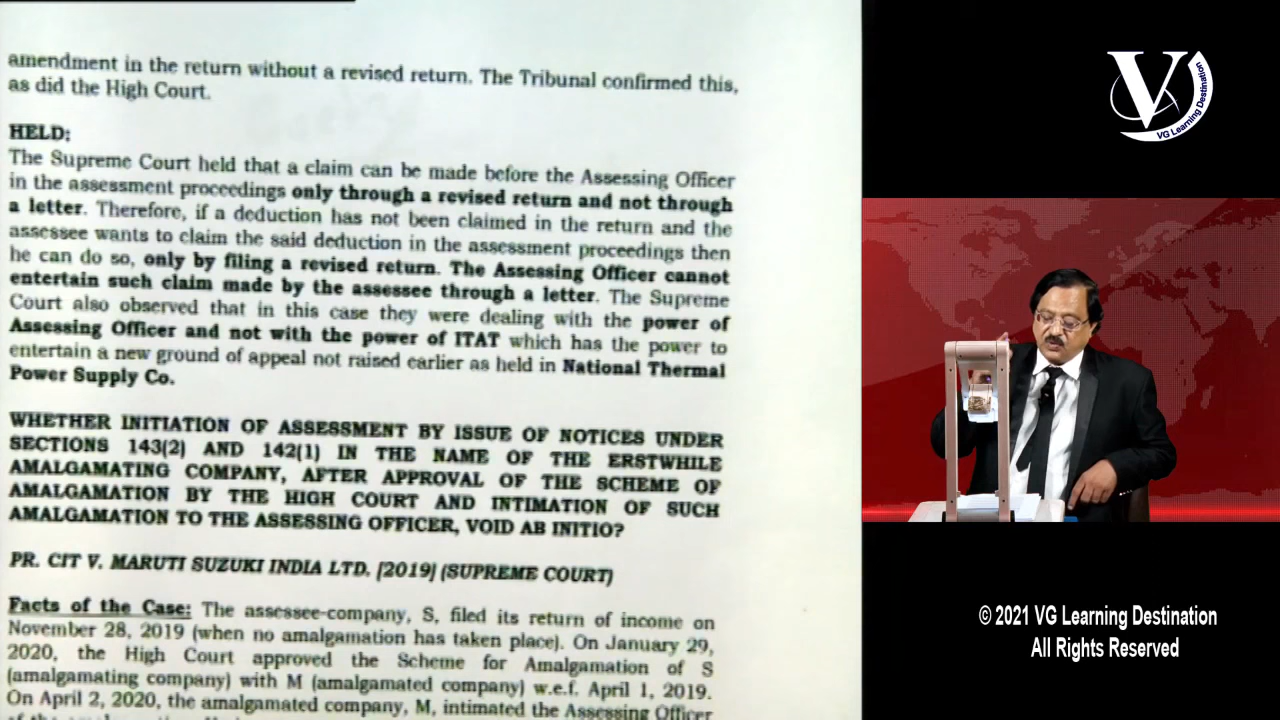 amendment in the return without a revised return. The Tribunal confirmed this,
as did the High Court.
HELD:
The Supreme Court held that a claim can be made before the Assessing Officer
in the assessment proceedings only through a revised return and not through
a letter. Therefore, if a deduction has not been claimed in the return and the
assessee wants to claim the said deduction in the assessment proceedings then
he can do so, only by filing a revised return. The Assessing Officer cannot
entertain such claim made by the assessee through a letter. The Supreme
Court also observed that in this case they were dealing with the power of
Assessing Officer and not with the power of ITAT which has the power to
entertain a new ground of appeal not raised earlier as held in National Thermal
Power Supply Co.
WHETHER INITIATION OF ASSESSMENT BY ISSUE OF NOTICES UNDER
SECTIONS 143(2) AND 142(1) IN THE NAME OF THE ERSTWHILE
AMALGAMATING COMPANY, AFTER APPROVAL OF THE SCHEME OF
AMALGAMATION BY THE HIGH COURT AND INTIMATION OF SUCH
AMALGAMATION TO THE ASSESSING OFFICER, VOID AB INITIO?
PR. CIT V. MARUTI SUZUKI INDIA LTD. [2019] (SUPREME COURT)
Facts of the Case: The assessee-company, S, filed its return of income on
November 28, 2019 (when no amalgamation has taken place). On January 29,
2020, the High Court approved the Scheme for Amalgamation of S
(amalgamating company) with M (amalgamated company) w.e.f. April 1, 2019.
On April 2, 2020, the amalgamated company, M, intimated the Assessing Officer
V
VG Learning Destination
© 2021 VG Learning Destination
All Rights Reserved